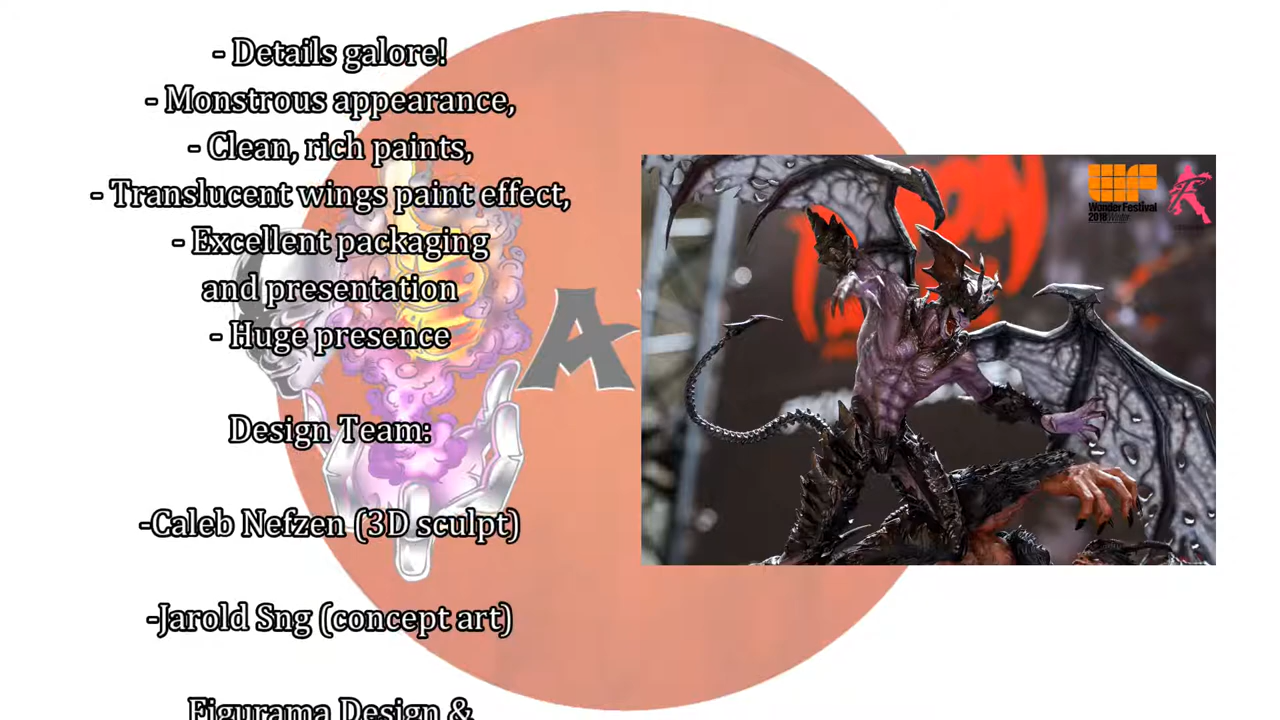 - Details galore!
- Monstrous appearance,
- Clean, rich paints,
- Translucent wings paint effect,
- Excellent packaging
and presentation
- Huge presence
Design Team:
-Caleb Nefzen (3D sculpt)
-Jarold Sng (concept art)
Figurama Design &
A
Wonder Festival
2018 Winter